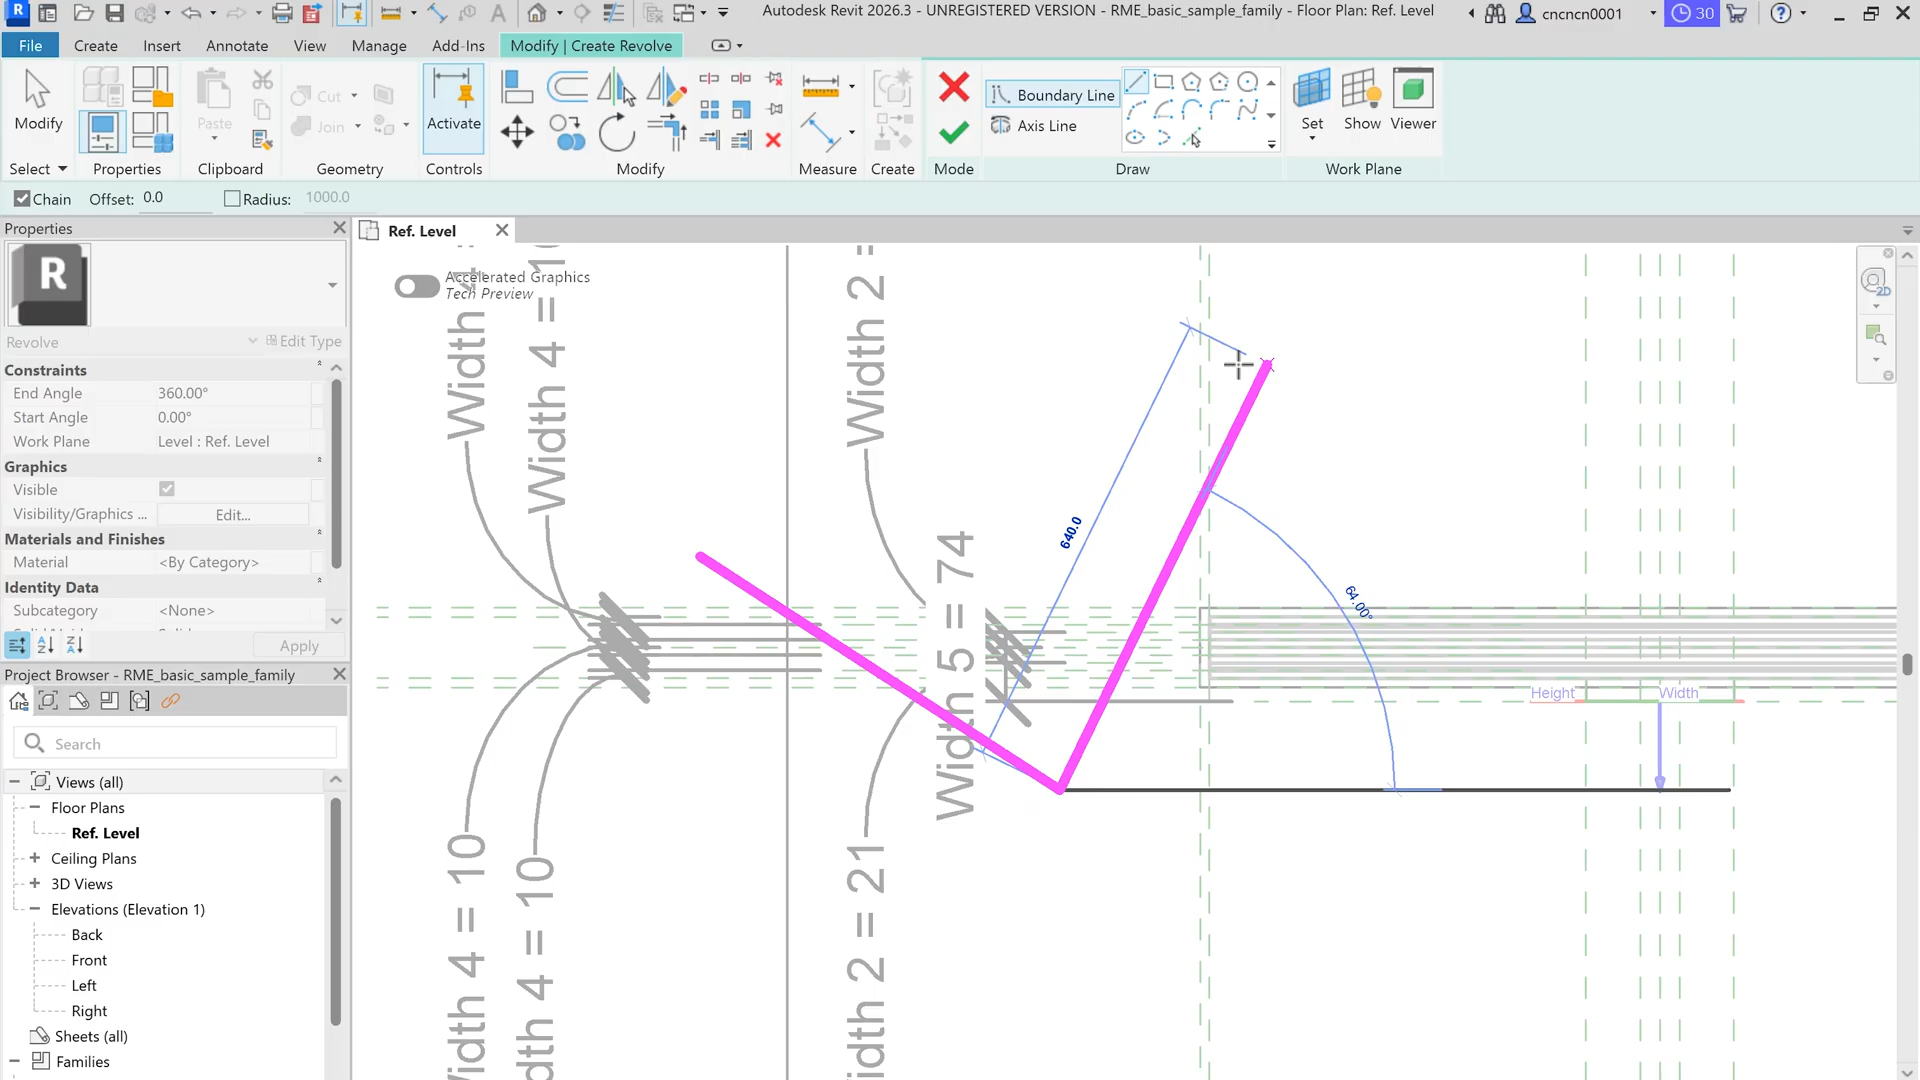 Autodesk Revit 2026.3 - UNREGISTERED VERSION - RME_basic_sample_family - Floor Plan: Ref. Level
cncncn0001
30
File
Create
Insert
Annotate
View
Manage
Add-Ins
Modify | Create Revolve
Modify
Paste
Cut
Join
Activate
Boundary Line
Axis Line
Set
Show
Viewer
Select
Properties
Clipboard
Geometry
Controls
Modify
Measure
Create
Mode
Draw
Work Plane
Chain
Offset:
0.0
Radius:
1000.0
Properties
R
Revolve
Edit Type
Constraints
End Angle
360.00°
Start Angle
0.00°
Work Plane
Level : Ref. Level
Graphics
Visible
Visibility/Graphics ...
Edit...
Materials and Finishes
Material
<By Category>
Identity Data
Subcategory
<None>
Apply
Project Browser - RME_basic_sample_family
Search
Views (all)
Floor Plans
Ref. Level
Ceiling Plans
3D Views
Elevations (Elevation 1)
Back
Front
Left
Right
Sheets (all)
Families
Ref. Level
Accelerated Graphics
Tech Preview
Width 4
Width 4 = 10
Width 2 =
640.0
64.00°
Width 5 = 74
Height
Width
Width 4 = 10
Width 4 = 10
Width 2 = 21
2D